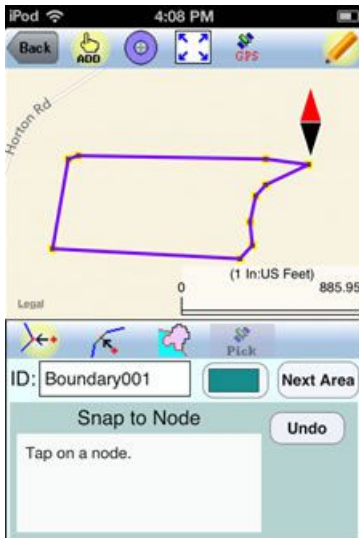 iPod 4:08 PM
Back
ADD
GPS
Horton Rd
(1 In:US Feet)
0 885.95
Legal
Pick
ID: Boundary001 Next Area
Snap to Node
Undo
Tap on a node.